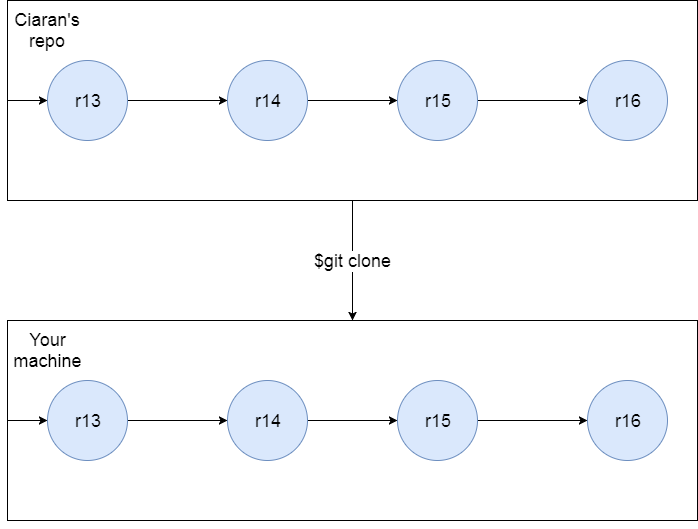 Ciaran's
repo
r13
r14
r15
r16
$git clone
Your
machine
r13
r14
r15
r16